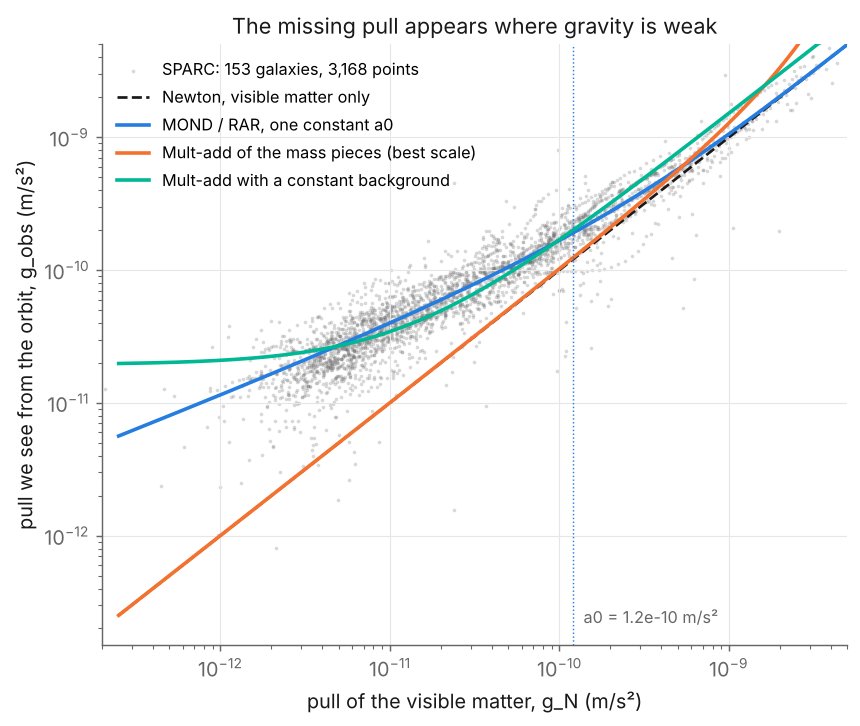 The missing pull appears where gravity is weak
SPARC: 153 galaxies, 3,168 points
Newton, visible matter only
MOND / RAR, one constant a0
Mult-add of the mass pieces (best scale)
Mult-add with a constant background
pull we see from the orbit, g_obs (m/s²)
10⁻⁹
10⁻¹⁰
10⁻¹¹
10⁻¹²
a0 = 1.2e-10 m/s²
10⁻¹² 10⁻¹¹ 10⁻¹⁰ 10⁻⁹
pull of the visible matter, g_N (m/s²)